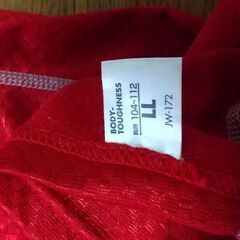 BODY-
TOUGHNESS
胸囲 104~112
LL
JW-172